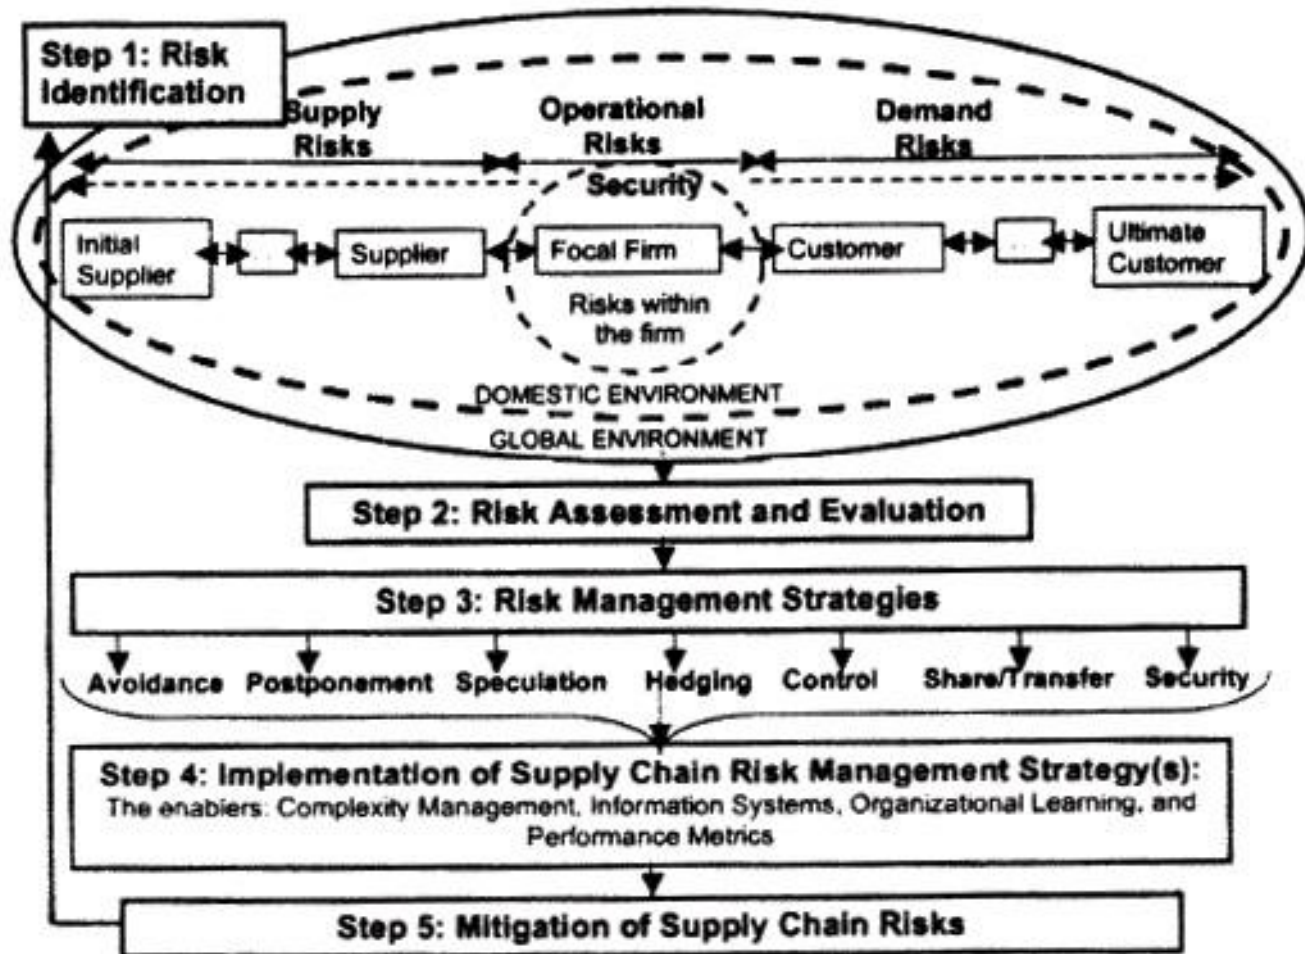 Step 1: Risk
Identification
Supply
Risks
Operational
Risks
Demand
Risks
Security
Initial
Supplier
Supplier
Focal Firm
Customer
Ultimate
Customer
Risks within
the firm
DOMESTIC ENVIRONMENT
GLOBAL ENVIRONMENT
Step 2: Risk Assessment and Evaluation
Step 3: Risk Management Strategies
Avoidance Postponement Speculation Hedging Control Share/Transfer Security
Step 4: Implementation of Supply Chain Risk Management Strategy(s):
The enablers: Complexity Management, Information Systems, Organizational Learning, and
Performance Metrics
Step 5: Mitigation of Supply Chain Risks